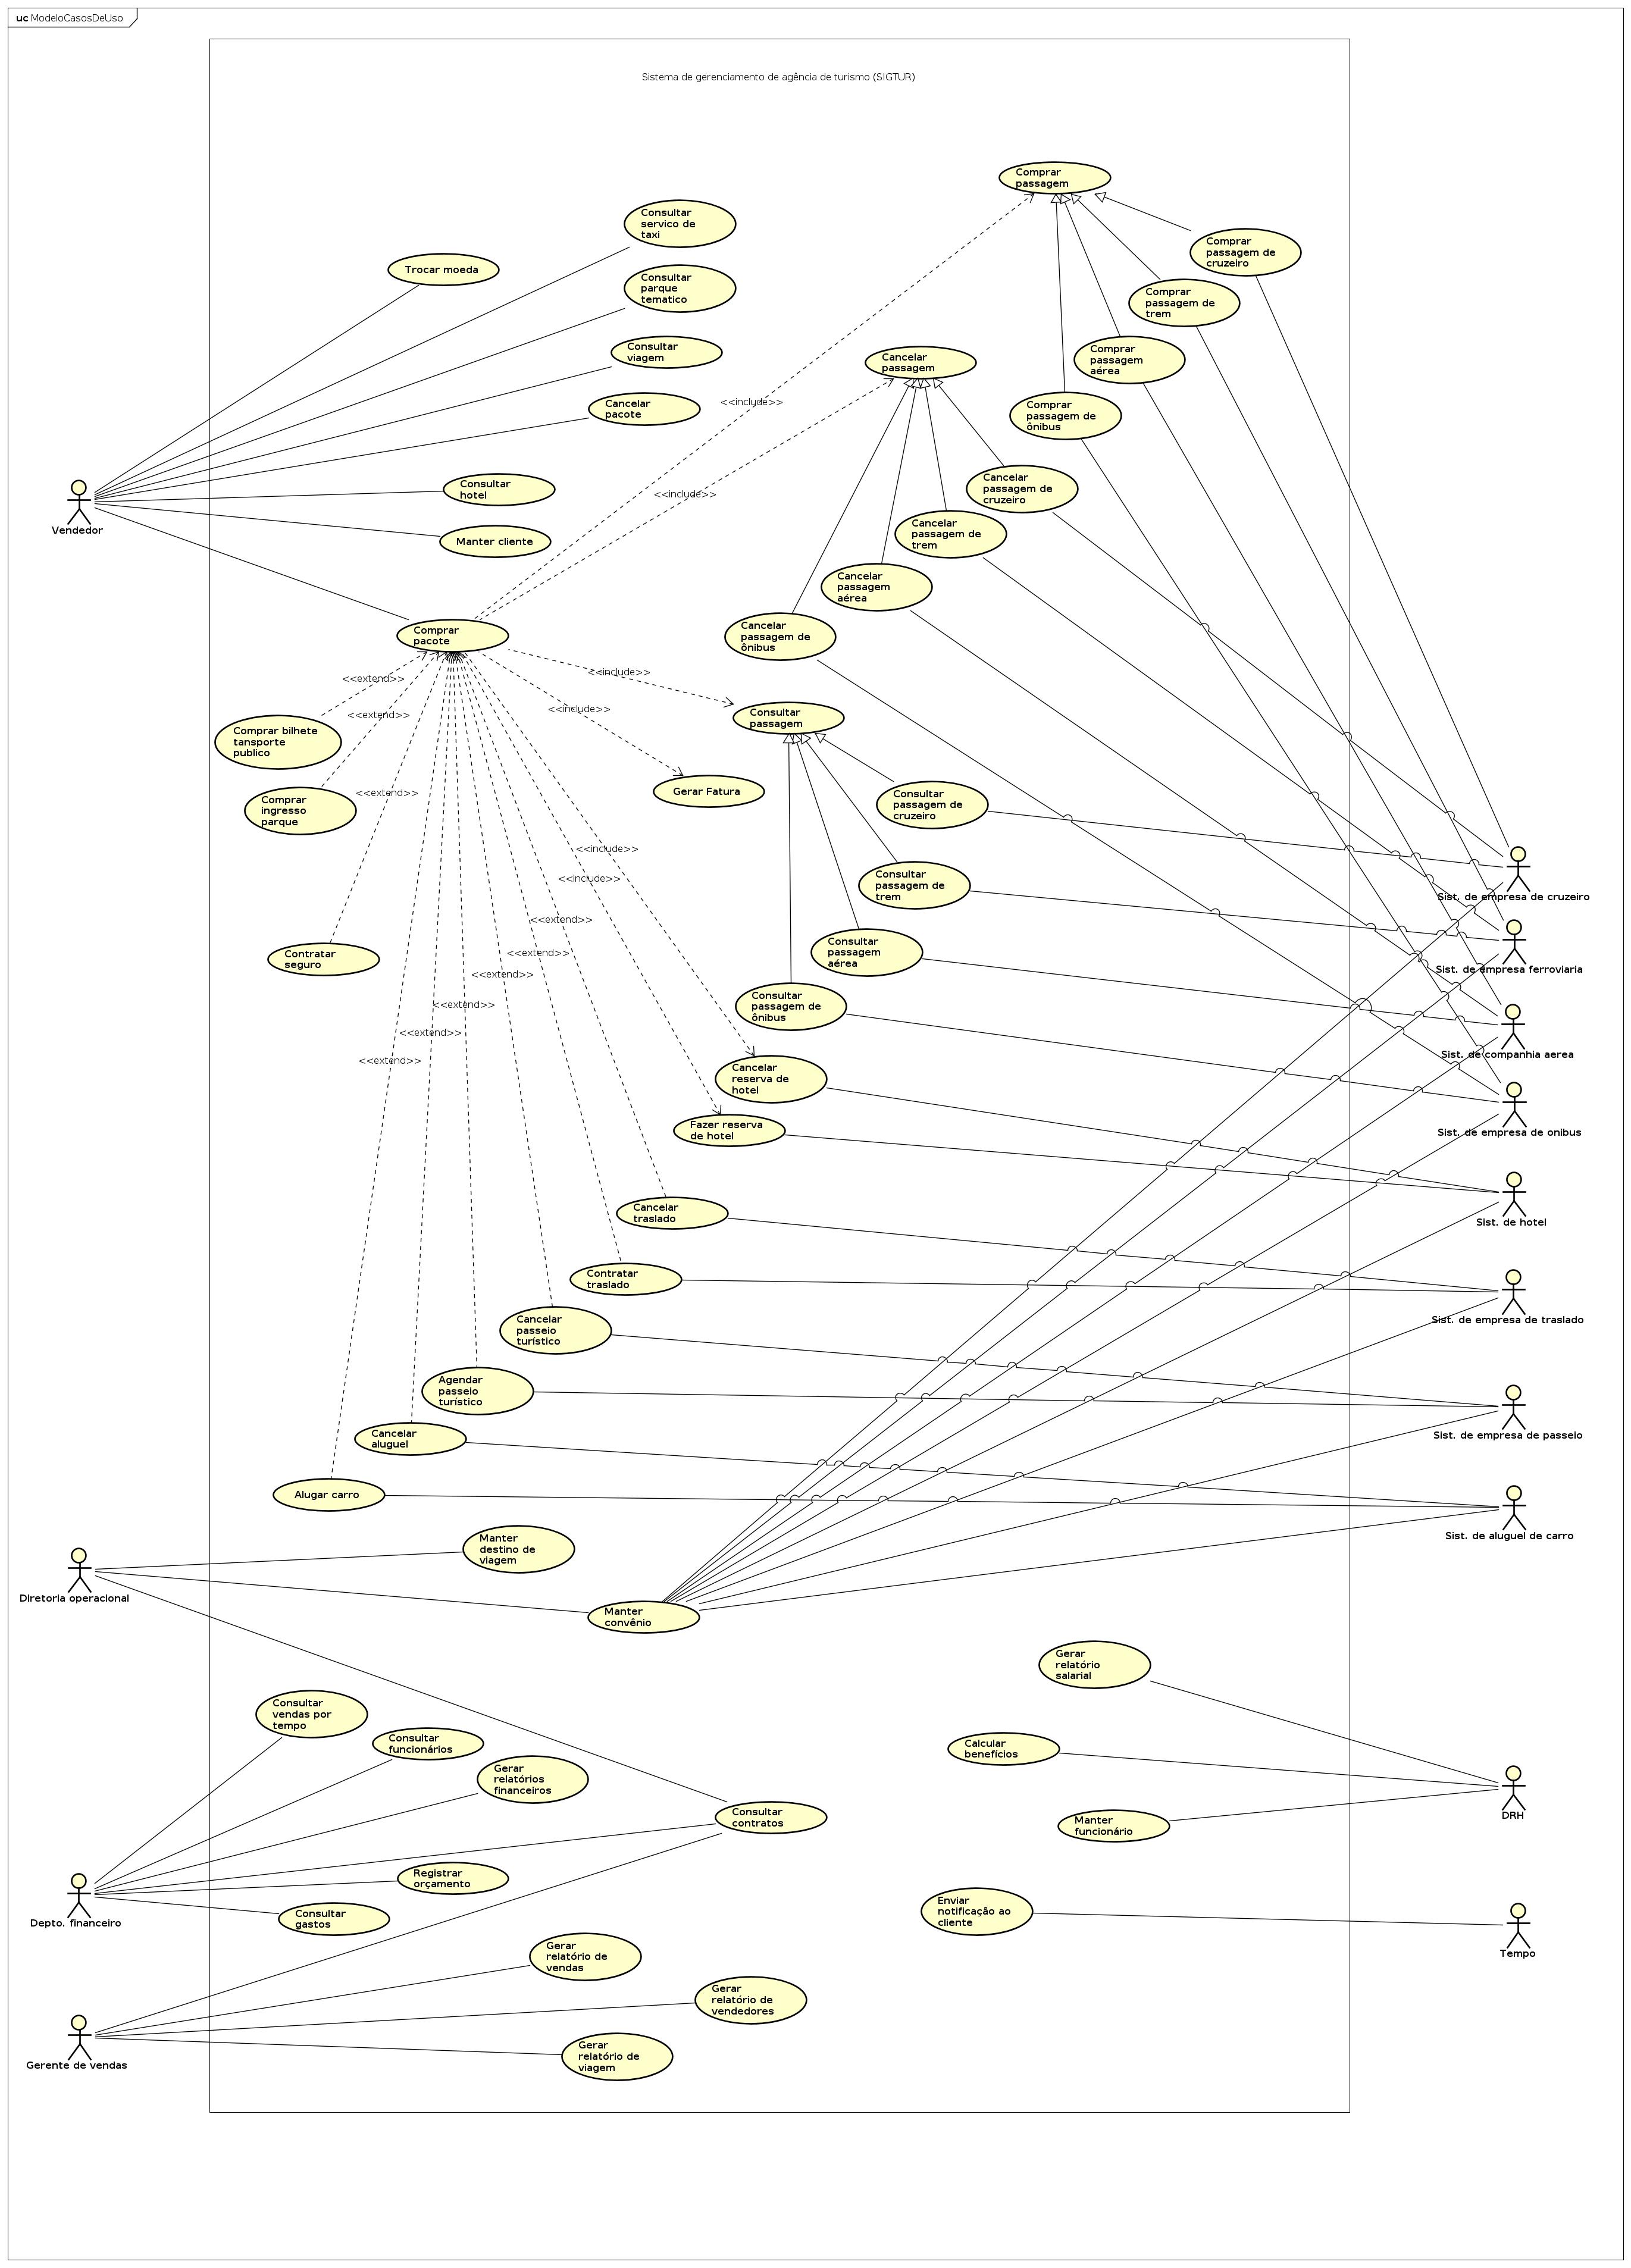 uc ModeloCasosDeUso
Sistema de gerenciamento de agência de turismo (SIGTUR)
Comprar
passagem
Consultar
servico de
taxi
Comprar
passagem de
cruzeiro
Trocar moeda
Consultar
parque
tematico
Comprar
passagem de
trem
Consultar
viagem
Cancelar
passagem
Comprar
passagem
aérea
Cancelar
pacote
<<include>>
Comprar
passagem de
ônibus
Consultar
hotel
<<include>>
Cancelar
passagem de
cruzeiro
Vendedor
Manter cliente
Cancelar
passagem de
trem
Cancelar
passagem
aérea
Comprar
pacote
Cancelar
passagem de
ônibus
<<extend>>
<<include>>
<<extend>>
<<include>>
Consultar
passagem
Comprar bilhete
tansporte
publico
<<extend>>
Gerar Fatura
Comprar
ingresso
parque
Consultar
passagem de
cruzeiro
<<include>>
<<include>>
Consultar
passagem de
trem
Sist. de empresa de cruzeiro
<<extend>>
Contratar
seguro
<<extend>>
Consultar
passagem
aérea
Sist. de empresa ferroviaria
<<extend>>
<<extend>>
Consultar
passagem de
ônibus
<<extend>>
<<extend>>
Sist. de companhia aerea
Cancelar
reserva de
hotel
Fazer reserva
de hotel
Sist. de empresa de onibus
Cancelar
traslado
Sist. de hotel
Contratar
traslado
Cancelar
passeio
turístico
Sist. de empresa de traslado
Agendar
passeio
turístico
Cancelar
aluguel
Sist. de empresa de passeio
Alugar carro
Sist. de aluguel de carro
Manter
destino de
viagem
Diretoria operacional
Manter
convênio
Gerar
relatório
salarial
Consultar
vendas por
tempo
Consultar
funcionários
Calcular
benefícios
Gerar
relatórios
financeiros
Consultar
contratos
DRH
Manter
funcionário
Registrar
orçamento
Consultar
gastos
Depto. financeiro
Enviar
notificação ao
cliente
Tempo
Gerar
relatório de
vendas
Gerar
relatório de
vendedores
Gerente de vendas
Gerar
relatório de
viagem